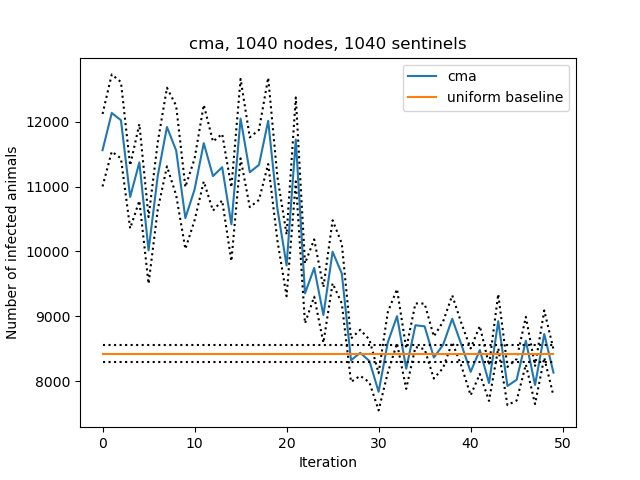 cma, 1040 nodes, 1040 sentinels
cma
uniform baseline
Number of infected animals
12000
11000
10000
9000
8000
0 10 20 30 40 50
Iteration